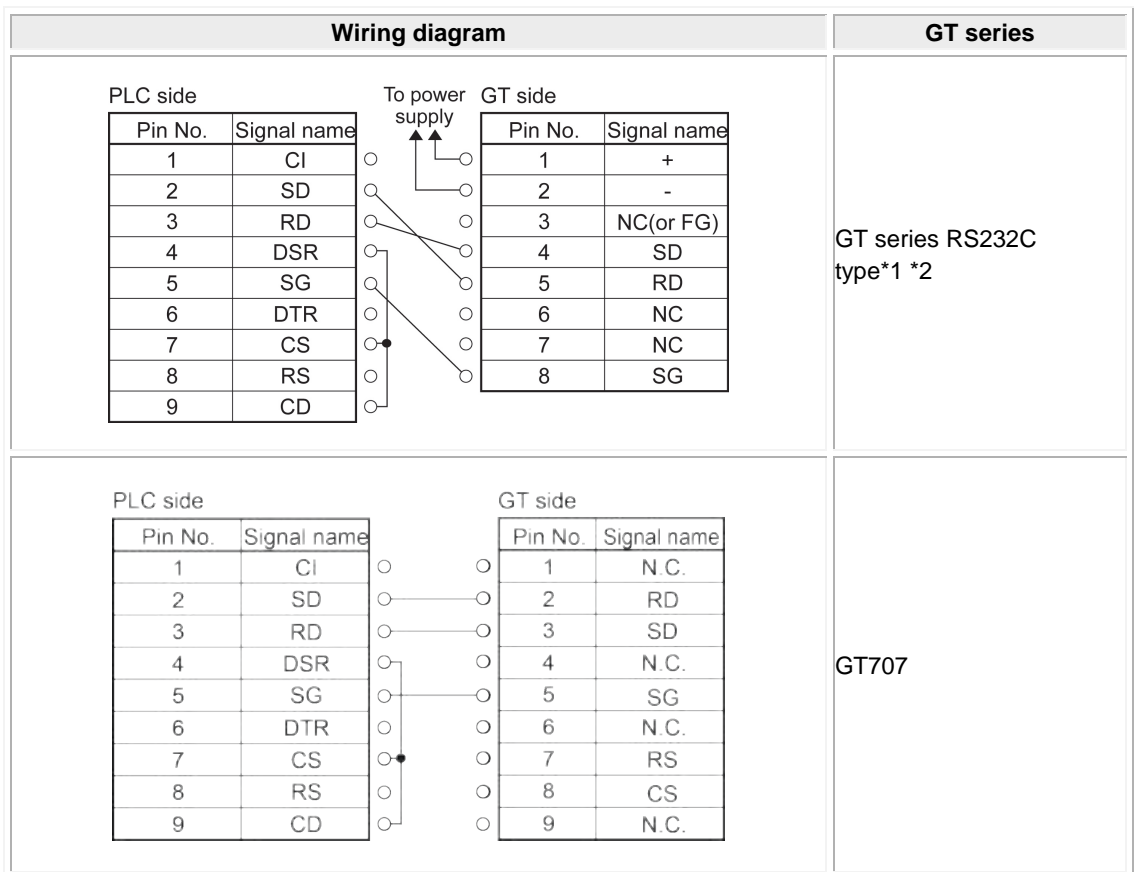 Wiring diagram GT series
PLC side To power supply GT side
Pin No. Signal name Pin No. Signal name
1 CI 1 +
2 SD 2 -
3 RD 3 NC(or FG)
4 DSR 4 SD
5 SG 5 RD
6 DTR 6 NC
7 CS 7 NC
8 RS 8 SG
9 CD
GT series RS232C
type*1 *2
PLC side GT side
Pin No. Signal name Pin No. Signal name
1 CI 1 N.C.
2 SD 2 RD
3 RD 3 SD
4 DSR 4 N.C.
5 SG 5 SG
6 DTR 6 N.C.
7 CS 7 RS
8 RS 8 CS
9 CD 9 N.C.
GT707